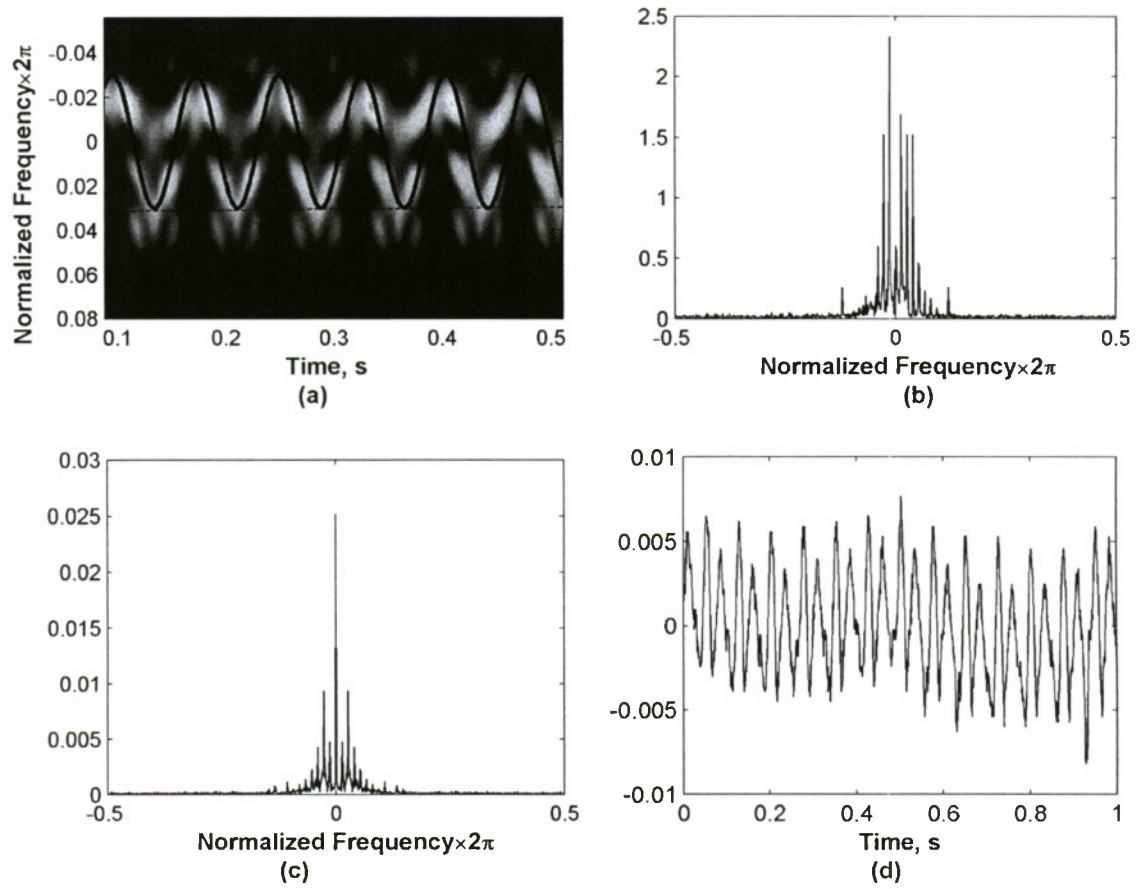 Normalized Frequency×2π
-0.04
-0.02
0
0.02
0.04
0.06
0.08
0.1 0.2 0.3 0.4 0.5
Time, s
(a)
2.5
2
1.5
1
0.5
0
-0.5 0 0.5
Normalized Frequency×2π
(b)
0.03
0.025
0.02
0.015
0.01
0.005
0
-0.5 0 0.5
Normalized Frequency×2π
(c)
0.01
0.005
0
-0.005
-0.01
0 0.2 0.4 0.6 0.8 1
Time, s
(d)